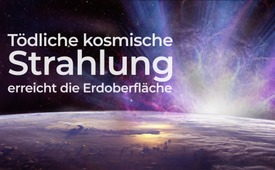 Tödliche kosmische
Strahlung
erreicht die Erdoberfläche